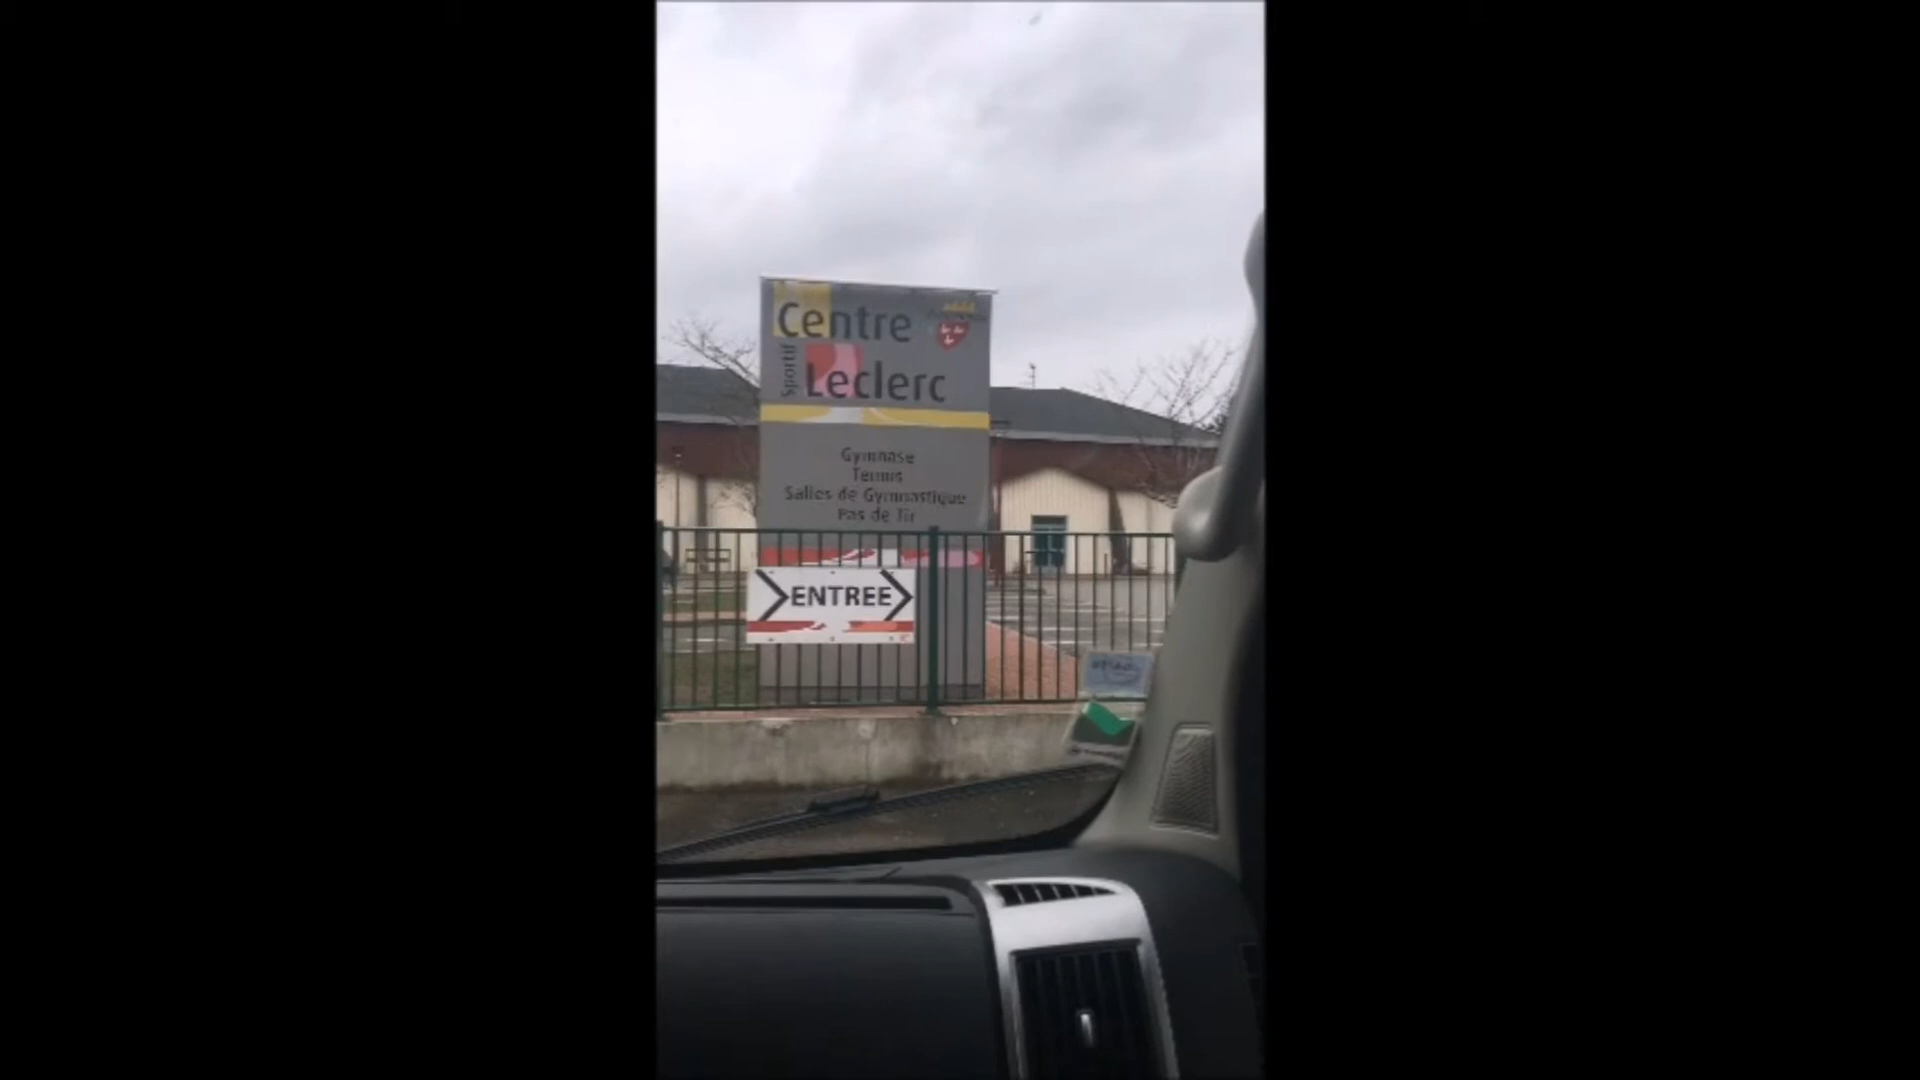 Centre
Sportif
Leclerc
Gymnase
Tennis
Salles de Gymnastique
Pas de Tir
ENTREE